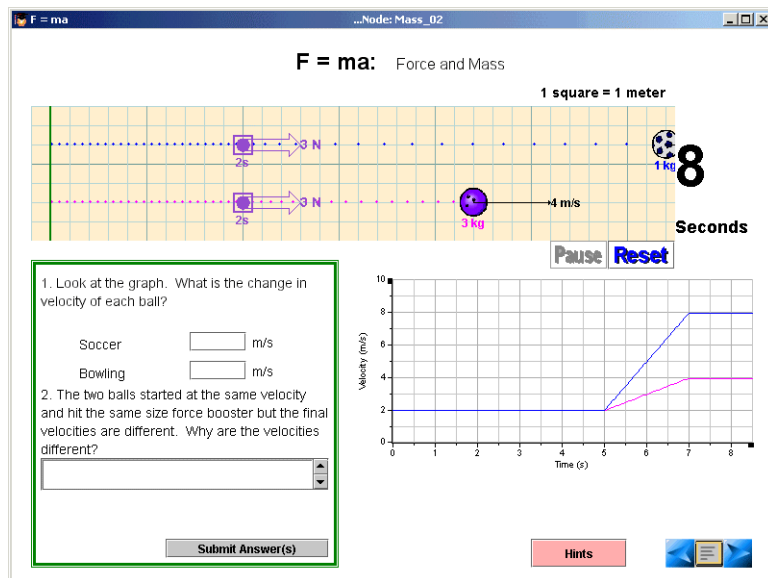 F = ma
...Node: Mass_02
F = ma: Force and Mass
1 square = 1 meter
3 N
2s
1 kg
8
3 N
2s
4 m/s
3 kg
Seconds
Pause Reset
1. Look at the graph. What is the change in
velocity of each ball?
Soccer m/s
Bowling m/s
2. The two balls started at the same velocity
and hit the same size force booster but the final
velocities are different. Why are the velocities
different?
Submit Answer(s)
10
8
6
4
2
0
Velocity (m/s)
0 1 2 3 4 5 6 7 8
Time (s)
Hints